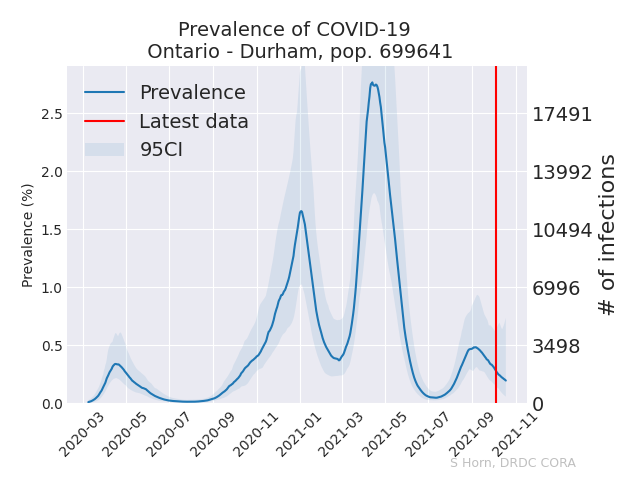 Prevalence of COVID-19
Ontario - Durham, pop. 699641
Prevalence
Latest data
95CI
Prevalence (%)
2.5
2.0
1.5
1.0
0.5
0.0
17491
13992
10494
6996
3498
0
# of infections
2020-03
2020-05
2020-07
2020-09
2020-11
2021-01
2021-03
2021-05
2021-07
2021-09
2021-11
S Horn, DRDC CORA